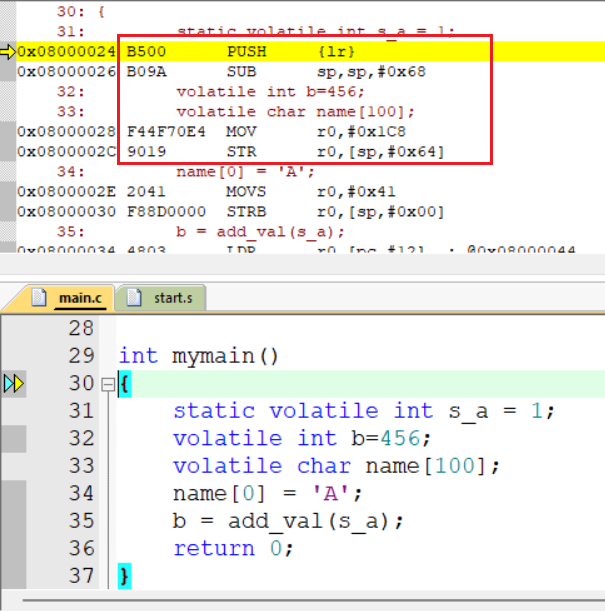 30: {
31:         static volatile int s_a = 1;
0x08000024 B500      PUSH     {lr}
0x08000026 B09A      SUB      sp,sp,#0x68
32:         volatile int b=456;
33:         volatile char name[100];
0x08000028 F44F70E4  MOV      r0,#0x1C8
0x0800002C 9019      STR      r0,[sp,#0x64]
34:         name[0] = 'A';
0x0800002E 2041      MOVS     r0,#0x41
0x08000030 F88D0000  STRB     r0,[sp,#0x00]
35:         b = add_val(s_a);
0x08000034 4803      LDR      r0,[pc,#12]  ; @0x08000044
main.c start.s
28
29 int mymain()
30 {
31     static volatile int s_a = 1;
32     volatile int b=456;
33     volatile char name[100];
34     name[0] = 'A';
35     b = add_val(s_a);
36     return 0;
37 }